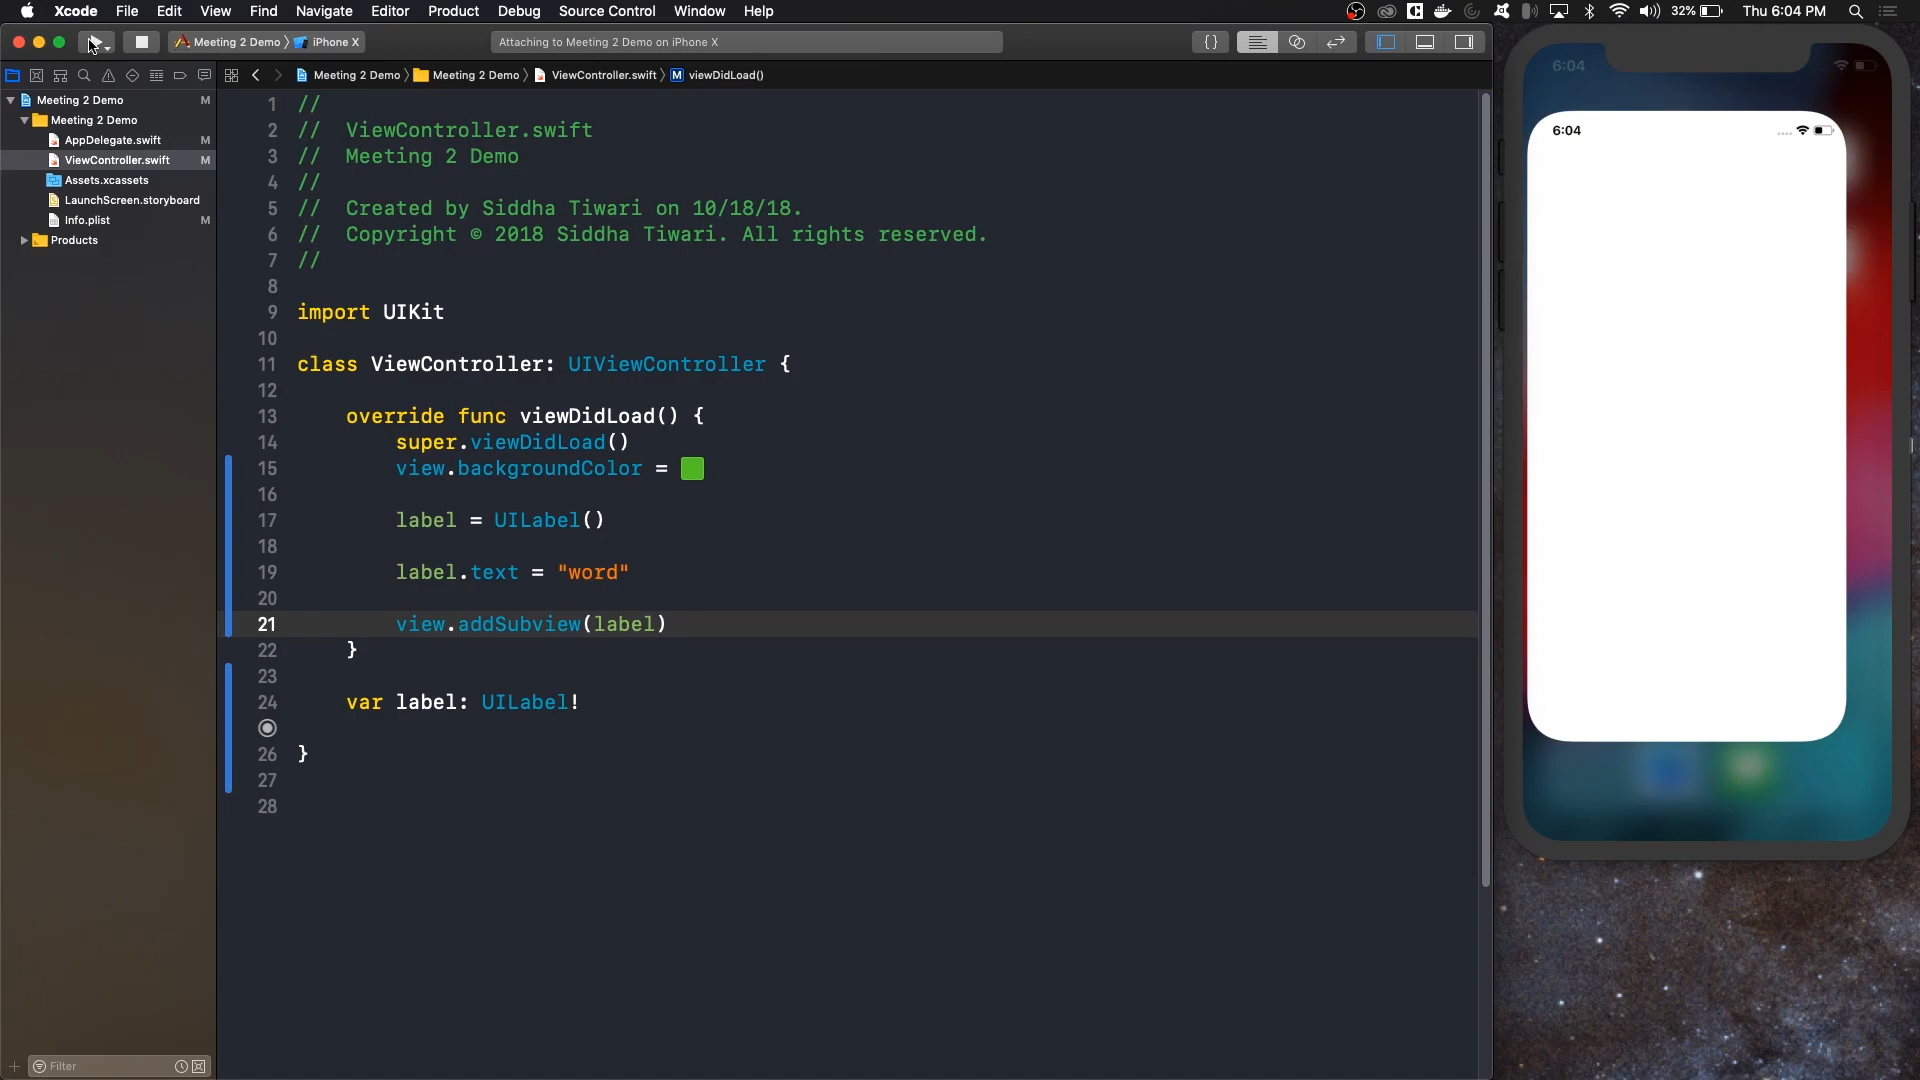 Xcode File Edit View Find Navigate Editor Product Debug Source Control Window Help 32% Thu 6:04 PM
Meeting 2 Demo iPhone X Attaching to Meeting 2 Demo on iPhone X {}
Meeting 2 Demo Meeting 2 Demo ViewController.swift M viewDidLoad()
Meeting 2 Demo M
Meeting 2 Demo
AppDelegate.swift M
ViewController.swift M
Assets.xcassets
LaunchScreen.storyboard
Info.plist M
Products
Filter
1 //
2 //  ViewController.swift
3 //  Meeting 2 Demo
4 //
5 //  Created by Siddha Tiwari on 10/18/18.
6 //  Copyright © 2018 Siddha Tiwari. All rights reserved.
7 //
8
9 import UIKit
10
11 class ViewController: UIViewController {
12
13     override func viewDidLoad() {
14         super.viewDidLoad()
15         view.backgroundColor =
16
17         label = UILabel()
18
19         label.text = "word"
20
21         view.addSubview(label)
22     }
23
24     var label: UILabel!
26 }
27
28
6:04
6:04